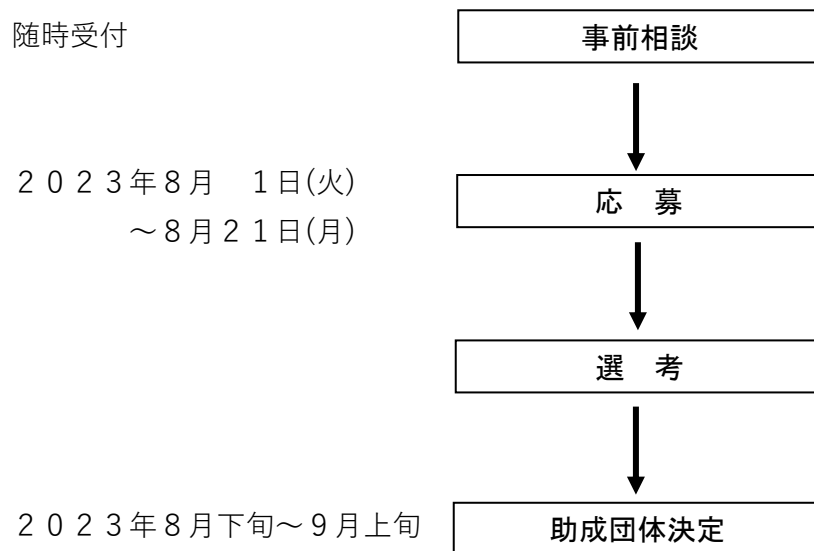 随時受付
事前相談
２０２３年８月　１日(火)
～８月２１日(月)
応　募
選　考
２０２３年８月下旬～９月上旬
助成団体決定